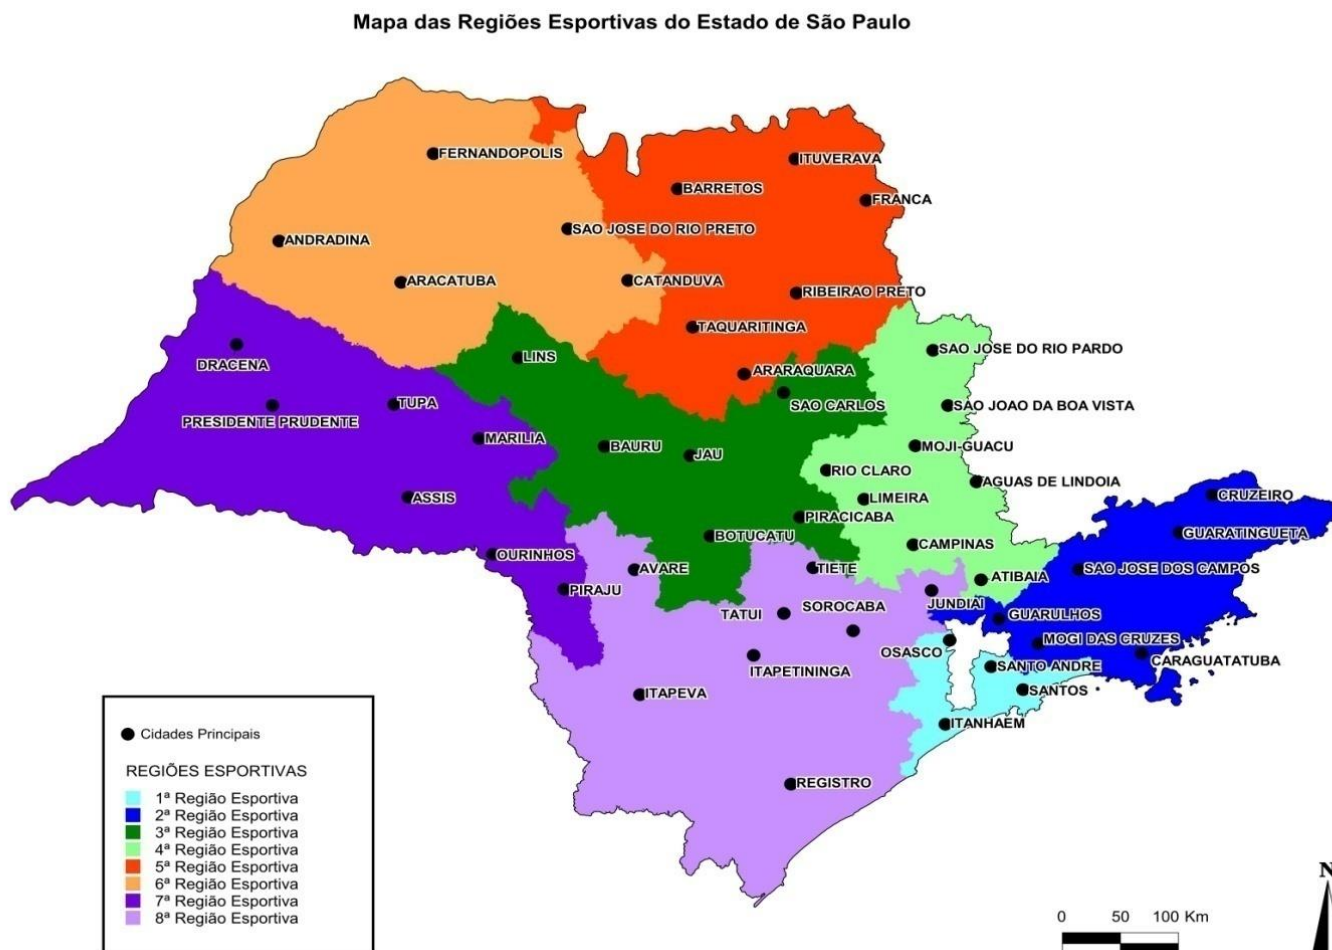 Mapa das Regiões Esportivas do Estado de São Paulo
FERNANDOPOLIS
ITUVERAVA
BARRETOS
FRANCA
SAO JOSE DO RIO PRETO
ANDRADINA
ARACATUBA
CATANDUVA
RIBEIRAO PRETO
TAQUARITINGA
DRACENA
LINS
SAO JOSE DO RIO PARDO
ARARAQUARA
PRESIDENTE PRUDENTE
TUPA
SAO CARLOS
SAO JOAO DA BOA VISTA
MARILIA
BAURU
JAU
MOJI-GUACU
RIO CLARO
AGUAS DE LINDOIA
ASSIS
LIMEIRA
CRUZEIRO
PIRACICABA
OURINHOS
BOTUCATU
CAMPINAS
GUARATINGUETA
AVARE
TIETE
SAO JOSE DOS CAMPOS
PIRAJU
ATIBAIA
TATUI
SOROCABA
JUNDIAI
GUARULHOS
OSASCO
MOGI DAS CRUZES
ITAPETININGA
SANTO ANDRE
CARAGUATATUBA
ITAPEVA
SANTOS
ITANHAEM
REGISTRO
Cidades Principais
REGIÕES ESPORTIVAS
1ª Região Esportiva
2ª Região Esportiva
3ª Região Esportiva
4ª Região Esportiva
5ª Região Esportiva
6ª Região Esportiva
7ª Região Esportiva
8ª Região Esportiva
N
0 50 100 Km